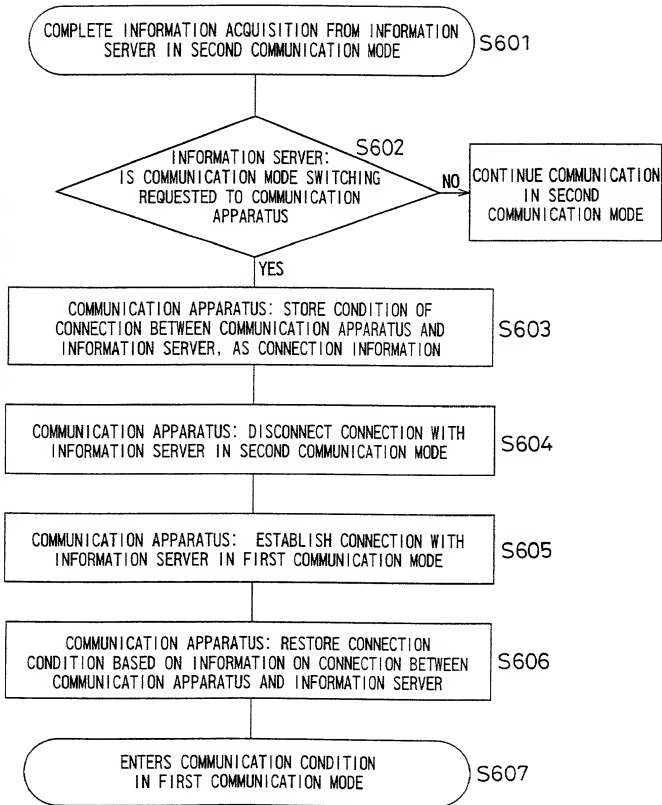 COMPLETE INFORMATION ACQUISITION FROM INFORMATION
SERVER IN SECOND COMMUNICATION MODE
S601
S602
INFORMATION SERVER:
IS COMMUNICATION MODE SWITCHING
REQUESTED TO COMMUNICATION
APPARATUS
NO
CONTINUE COMMUNICATION
IN SECOND
COMMUNICATION MODE
YES
COMMUNICATION APPARATUS: STORE CONDITION OF
CONNECTION BETWEEN COMMUNICATION APPARATUS AND
INFORMATION SERVER, AS CONNECTION INFORMATION
S603
COMMUNICATION APPARATUS: DISCONNECT CONNECTION WITH
INFORMATION SERVER IN SECOND COMMUNICATION MODE
S604
COMMUNICATION APPARATUS: ESTABLISH CONNECTION WITH
INFORMATION SERVER IN FIRST COMMUNICATION MODE
S605
COMMUNICATION APPARATUS: RESTORE CONNECTION
CONDITION BASED ON INFORMATION ON CONNECTION BETWEEN
COMMUNICATION APPARATUS AND INFORMATION SERVER
S606
ENTERS COMMUNICATION CONDITION
IN FIRST COMMUNICATION MODE
S607